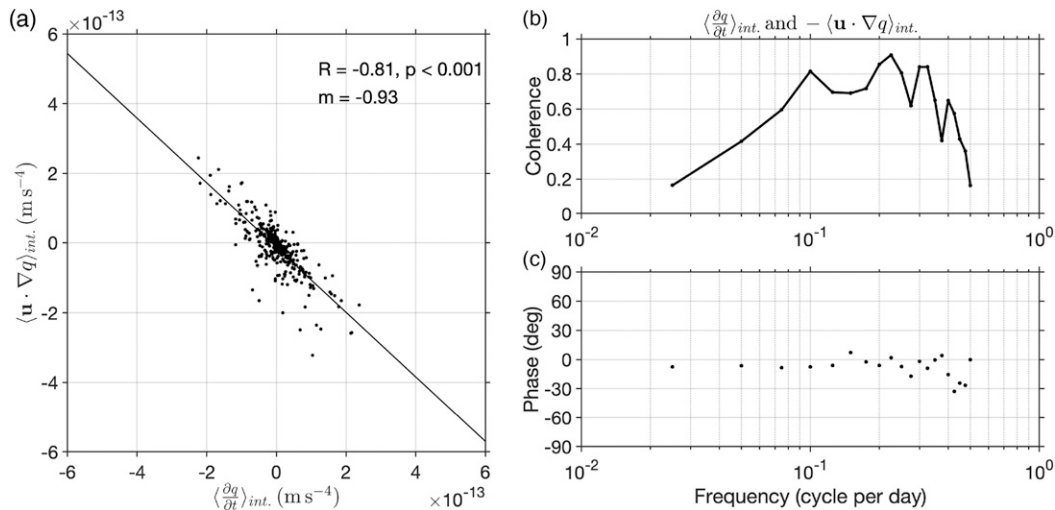 (a)
×10⁻¹³
6
4
2
0
-2
-4
-6
⟨u · ∇q⟩int. (m s⁻⁴)
R = -0.81, p < 0.001
m = -0.93
-6 -4 -2 0 2 4 6
×10⁻¹³
⟨∂q/∂t⟩int. (m s⁻⁴)
(b) ⟨∂q/∂t⟩int. and − ⟨u · ∇q⟩int.
1
0.8
0.6
0.4
0.2
0
Coherence
10⁻² 10⁻¹ 10⁰
(c)
90
60
30
0
-30
-60
-90
Phase (deg)
10⁻² 10⁻¹ 10⁰
Frequency (cycle per day)